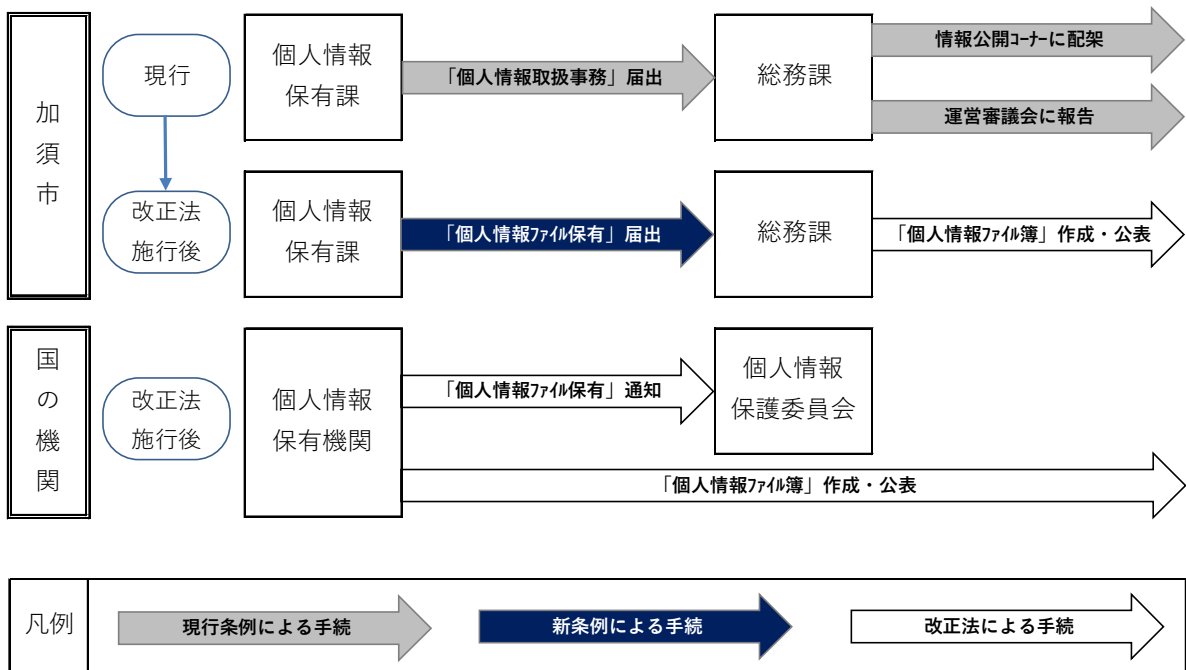 加須市
現行
個人情報
保有課
「個人情報取扱事務」届出
総務課
情報公開ｺｰﾅｰに配架
運営審議会に報告
改正法
施行後
個人情報
保有課
「個人情報ﾌｧｲﾙ保有」届出
総務課
「個人情報ﾌｧｲﾙ簿」作成・公表
国の機関
改正法
施行後
個人情報
保有機関
「個人情報ﾌｧｲﾙ保有」通知
個人情報
保護委員会
「個人情報ﾌｧｲﾙ簿」作成・公表
凡例
現行条例による手続
新条例による手続
改正法による手続